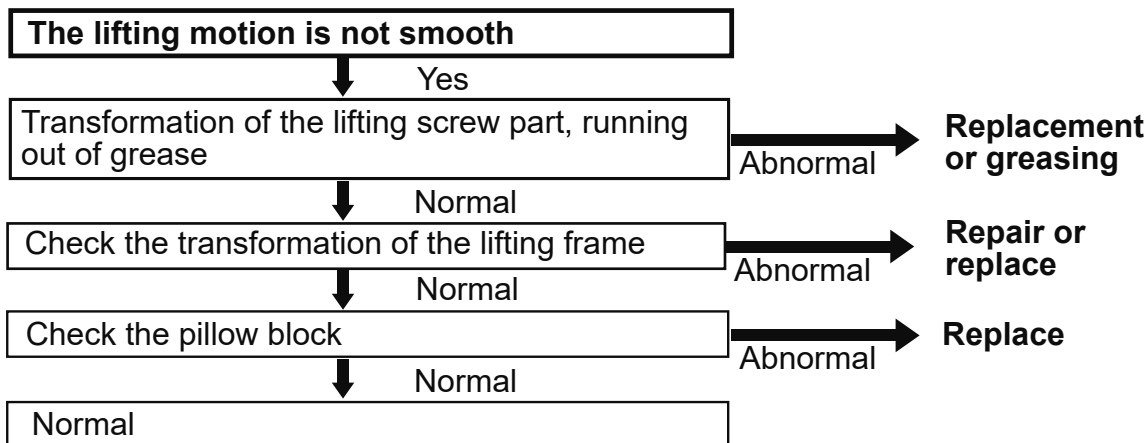 The lifting motion is not smooth
Yes
Transformation of the lifting screw part, running
out of grease
Abnormal
Replacement
or greasing
Normal
Check the transformation of the lifting frame
Abnormal
Repair or
replace
Normal
Check the pillow block
Abnormal
Replace
Normal
Normal